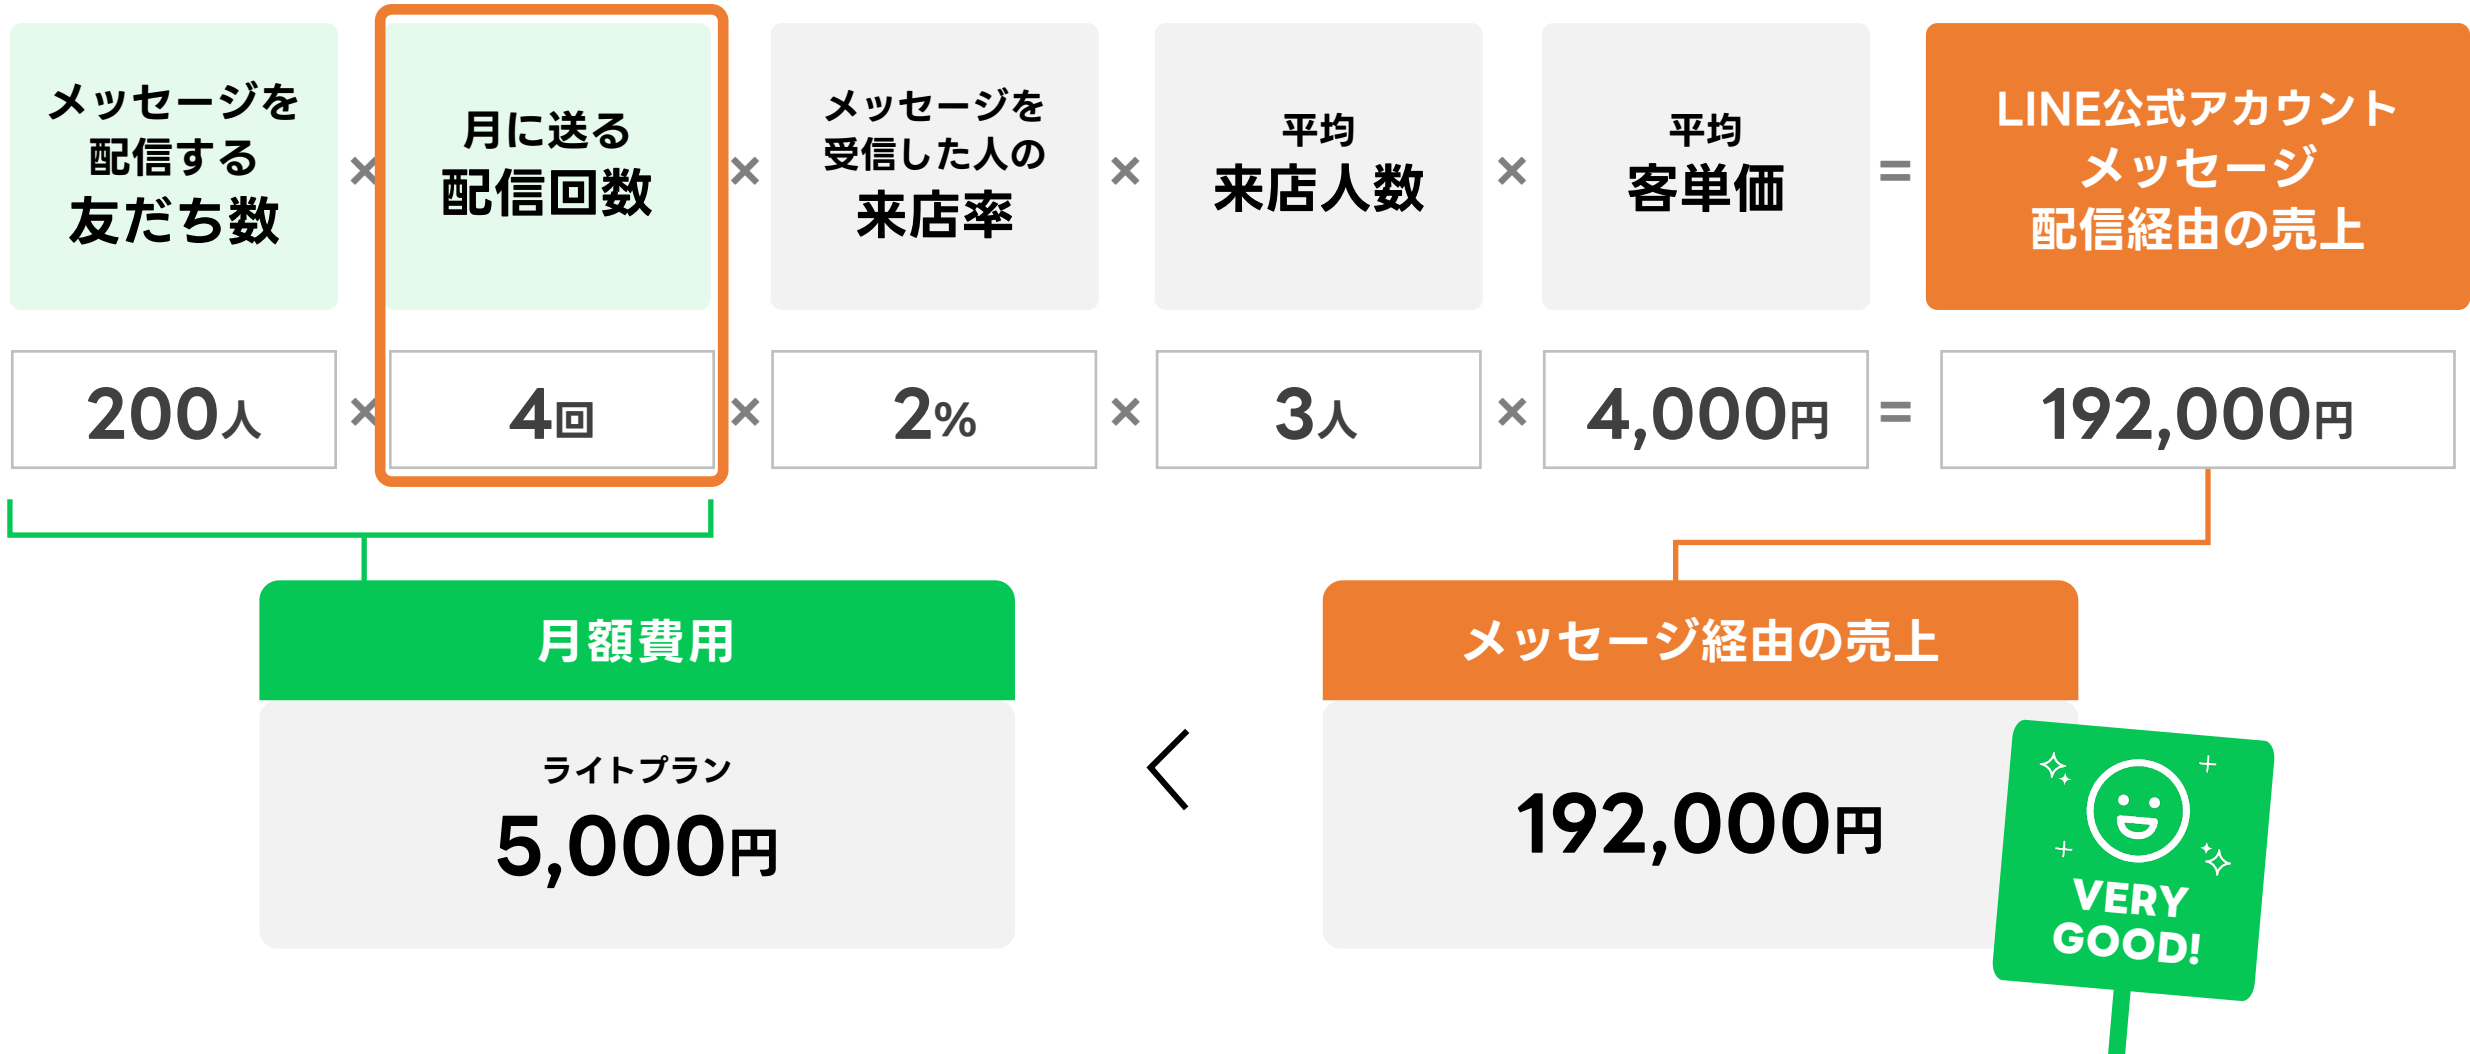 メッセージを
配信する
友だち数
×
月に送る
配信回数
×
メッセージを
受信した人の
来店率
×
平均
来店人数
×
平均
客単価
=
LINE公式アカウント
メッセージ
配信経由の売上
200人 × 4回 × 2% × 3人 × 4,000円 = 192,000円
月額費用
ライトプラン
5,000円
<
メッセージ経由の売上
192,000円
VERY
GOOD!